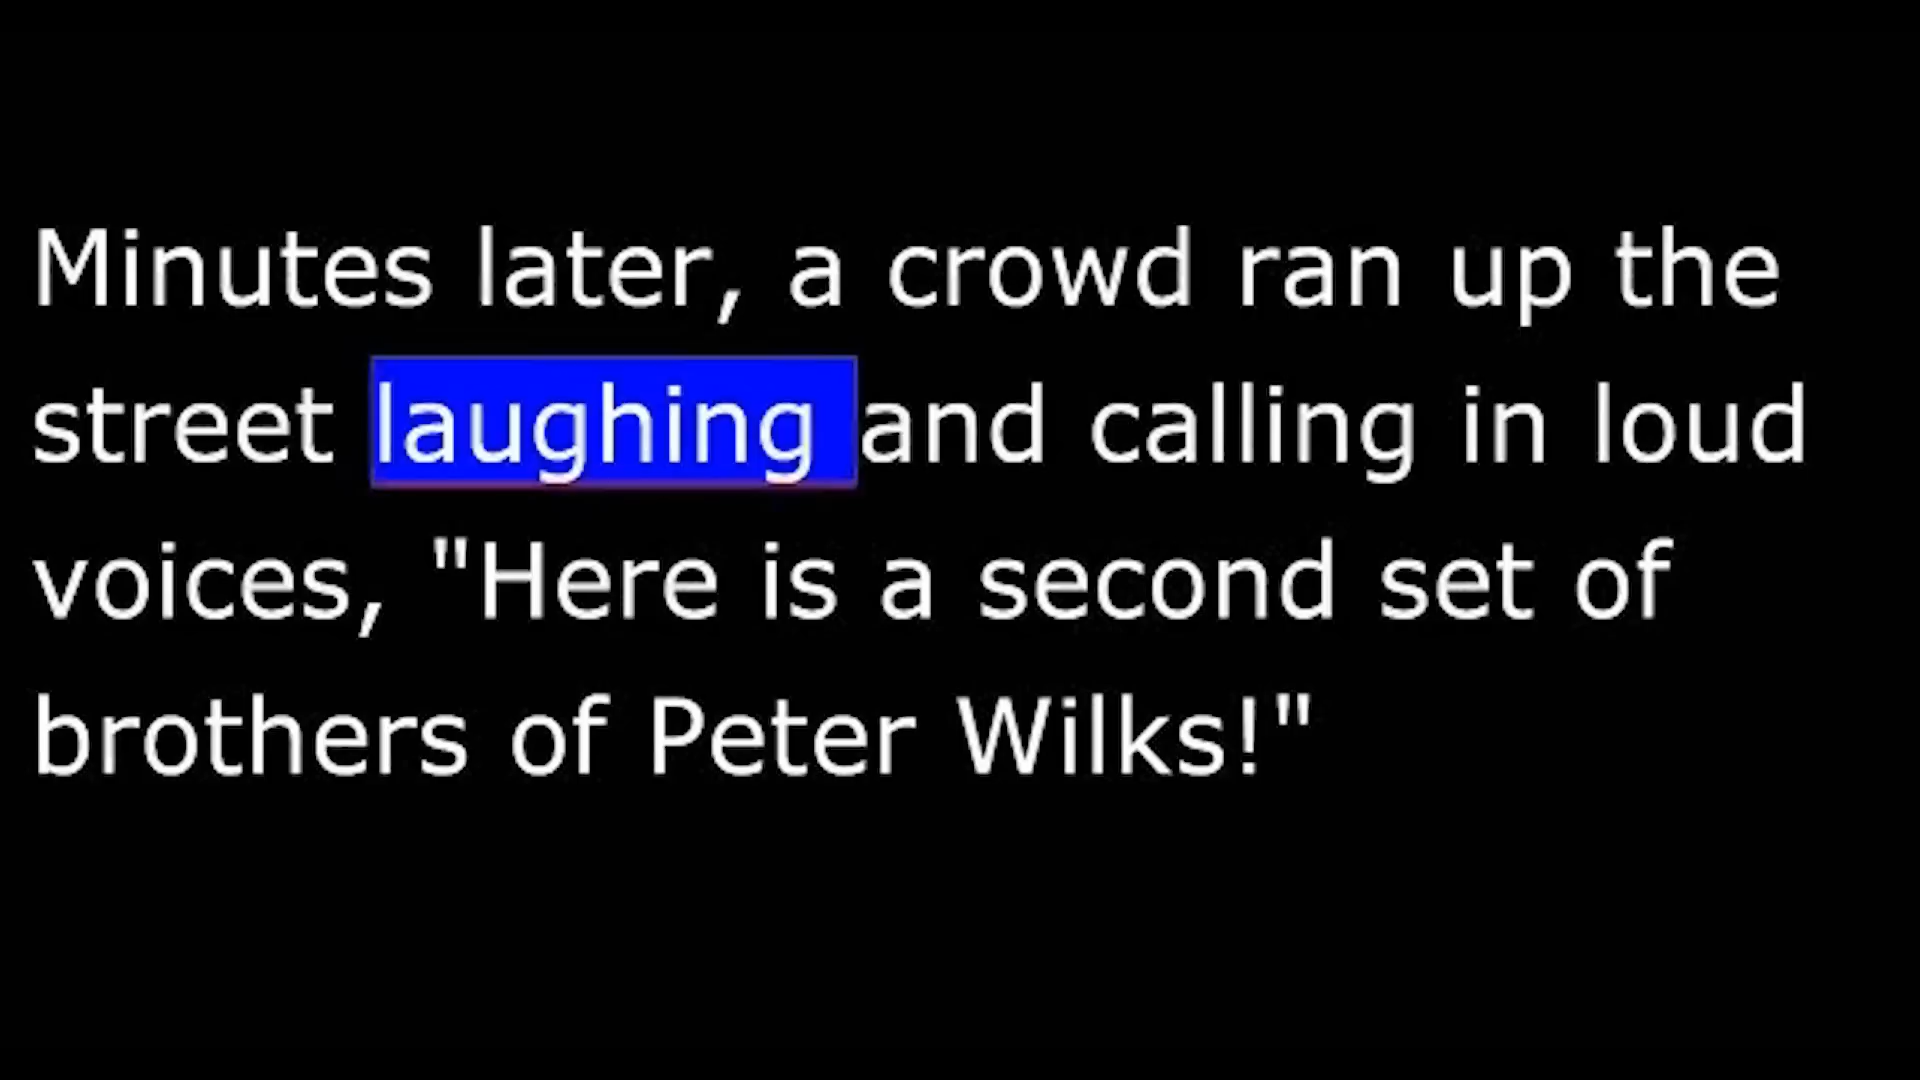 Minutes later, a crowd ran up the
street laughing and calling in loud
voices, "Here is a second set of
brothers of Peter Wilks!"